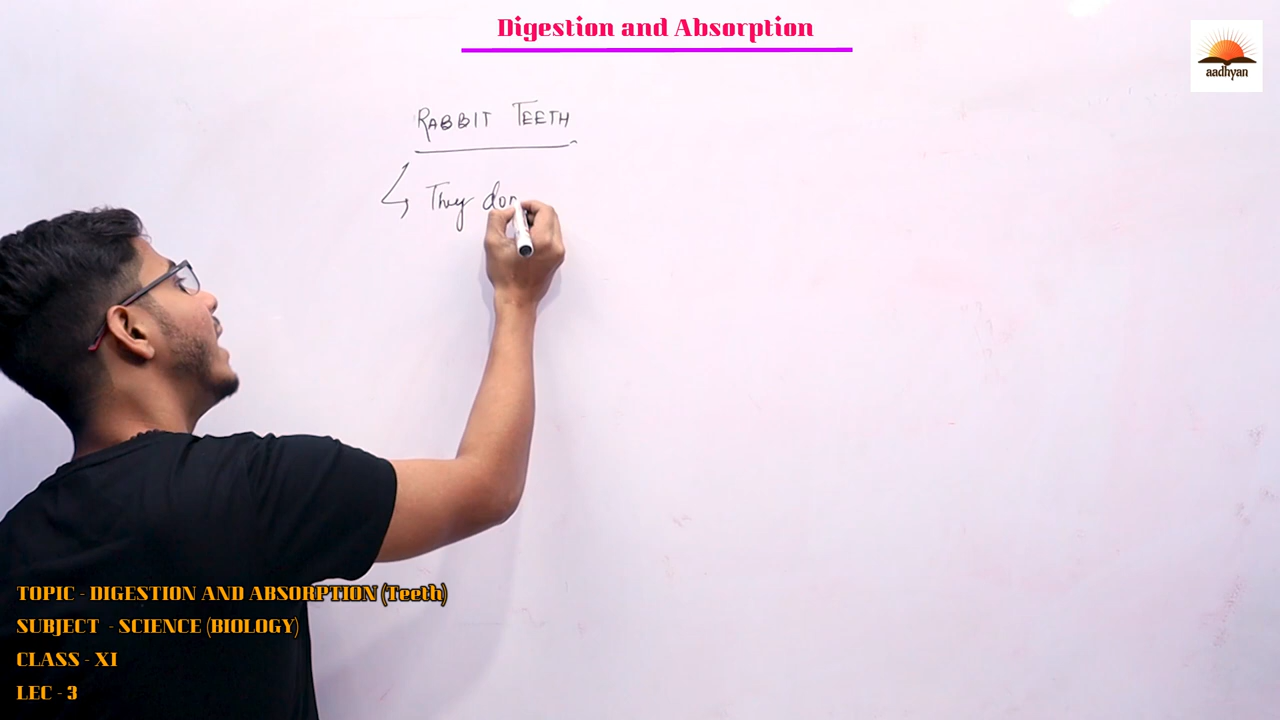 Digestion and Absorption
aadhyan
RABBIT TEETH
They don
TOPIC - DIGESTION AND ABSORPTION (Teeth)
SUBJECT - SCIENCE (BIOLOGY)
CLASS - XI
LEC - 3